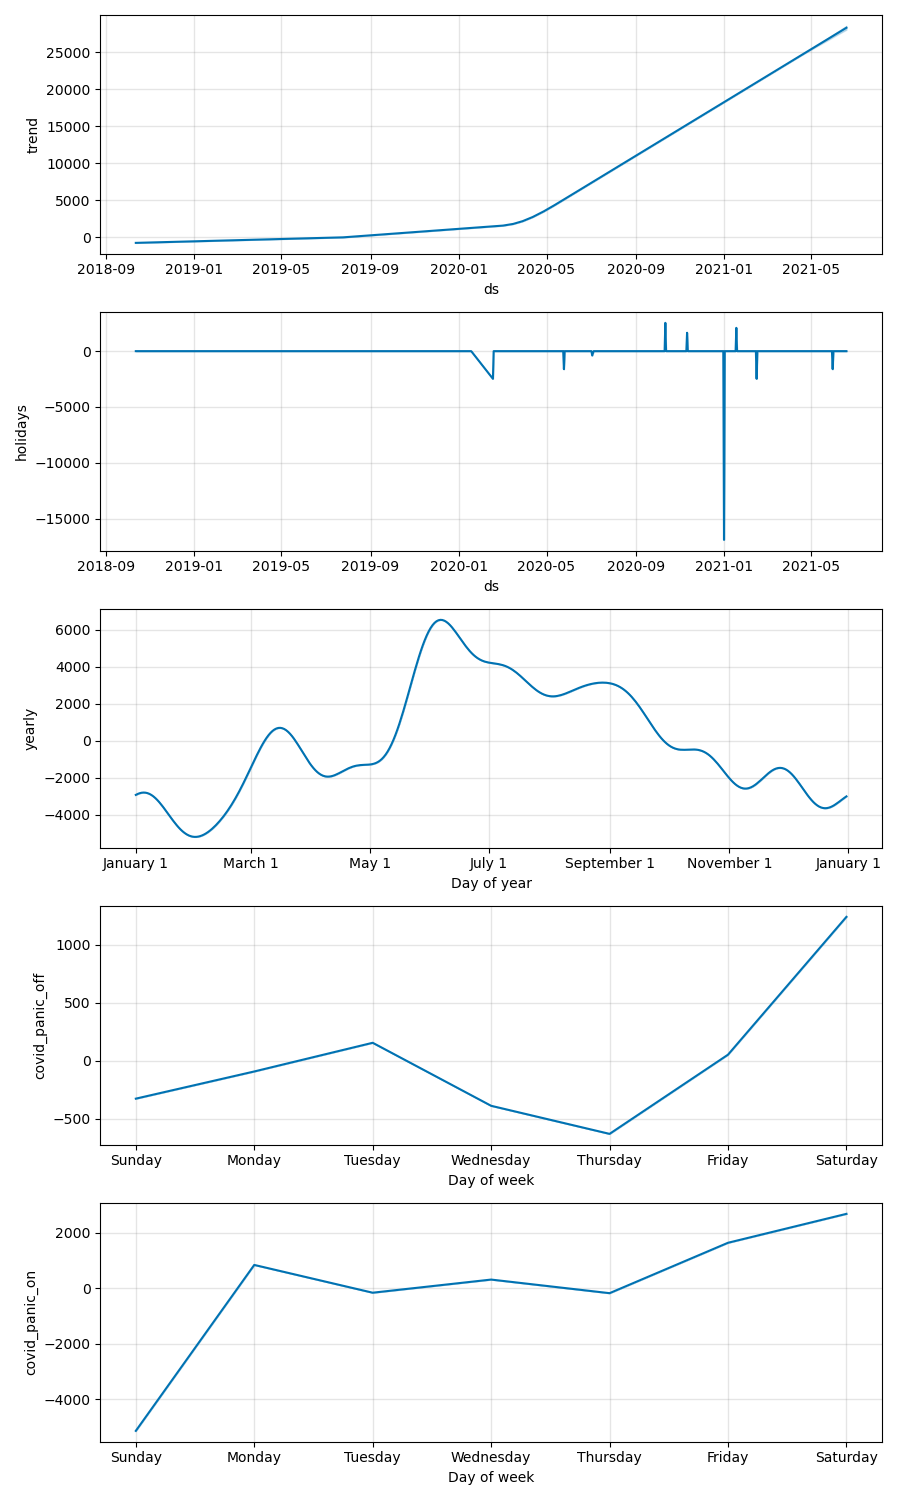 25000
20000
15000
10000
5000
0
trend
2018-09 2019-01 2019-05 2019-09 2020-01 2020-05 2020-09 2021-01 2021-05
ds
0
−5000
−10000
−15000
holidays
2018-09 2019-01 2019-05 2019-09 2020-01 2020-05 2020-09 2021-01 2021-05
ds
6000
4000
2000
0
−2000
−4000
yearly
January 1 March 1 May 1 July 1 September 1 November 1 January 1
Day of year
1000
500
0
−500
covid_panic_off
Sunday Monday Tuesday Wednesday Thursday Friday Saturday
Day of week
2000
0
−2000
−4000
covid_panic_on
Sunday Monday Tuesday Wednesday Thursday Friday Saturday
Day of week